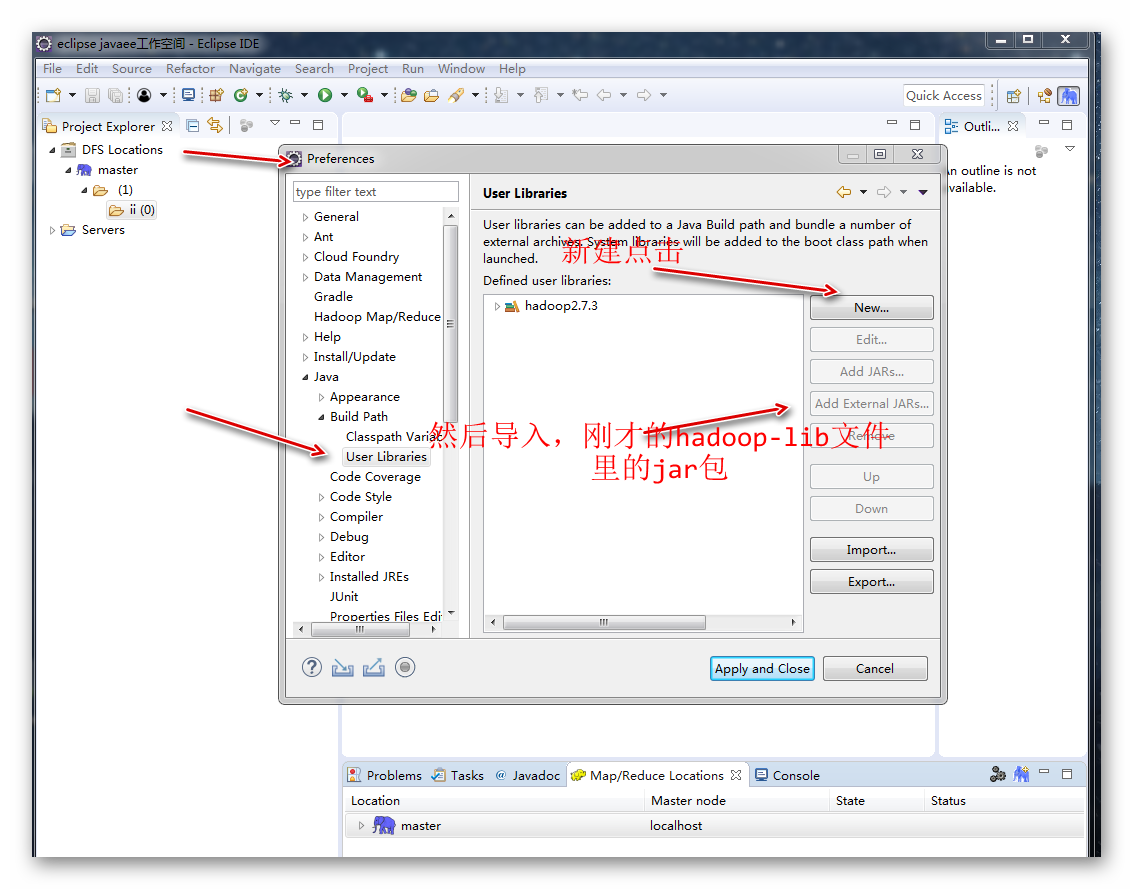 eclipse javaee工作空间 - Eclipse IDE
File Edit Source Refactor Navigate Search Project Run Window Help
Quick Access
Project Explorer
DFS Locations
master
(1)
ii (0)
Servers
Outli...
An outline is not
available.
Preferences
type filter text
General
Ant
Cloud Foundry
Data Management
Gradle
Hadoop Map/Reduce
Help
Install/Update
Java
Appearance
Build Path
Classpath Variac
User Libraries
Code Coverage
Code Style
Compiler
Debug
Editor
Installed JREs
JUnit
Properties Files Edi
User Libraries
User libraries can be added to a Java Build path and bundle a number of
external archives. System libraries will be added to the boot class path when
launched.
新建点击
Defined user libraries:
hadoop2.7.3
New...
Edit...
Add JARs...
Add External JARs...
Remove
然后导入，刚才的hadoop-lib文件
里的jar包
Up
Down
Import...
Export...
Apply and Close
Cancel
Problems Tasks Javadoc Map/Reduce Locations Console
Location Master node State Status
master localhost